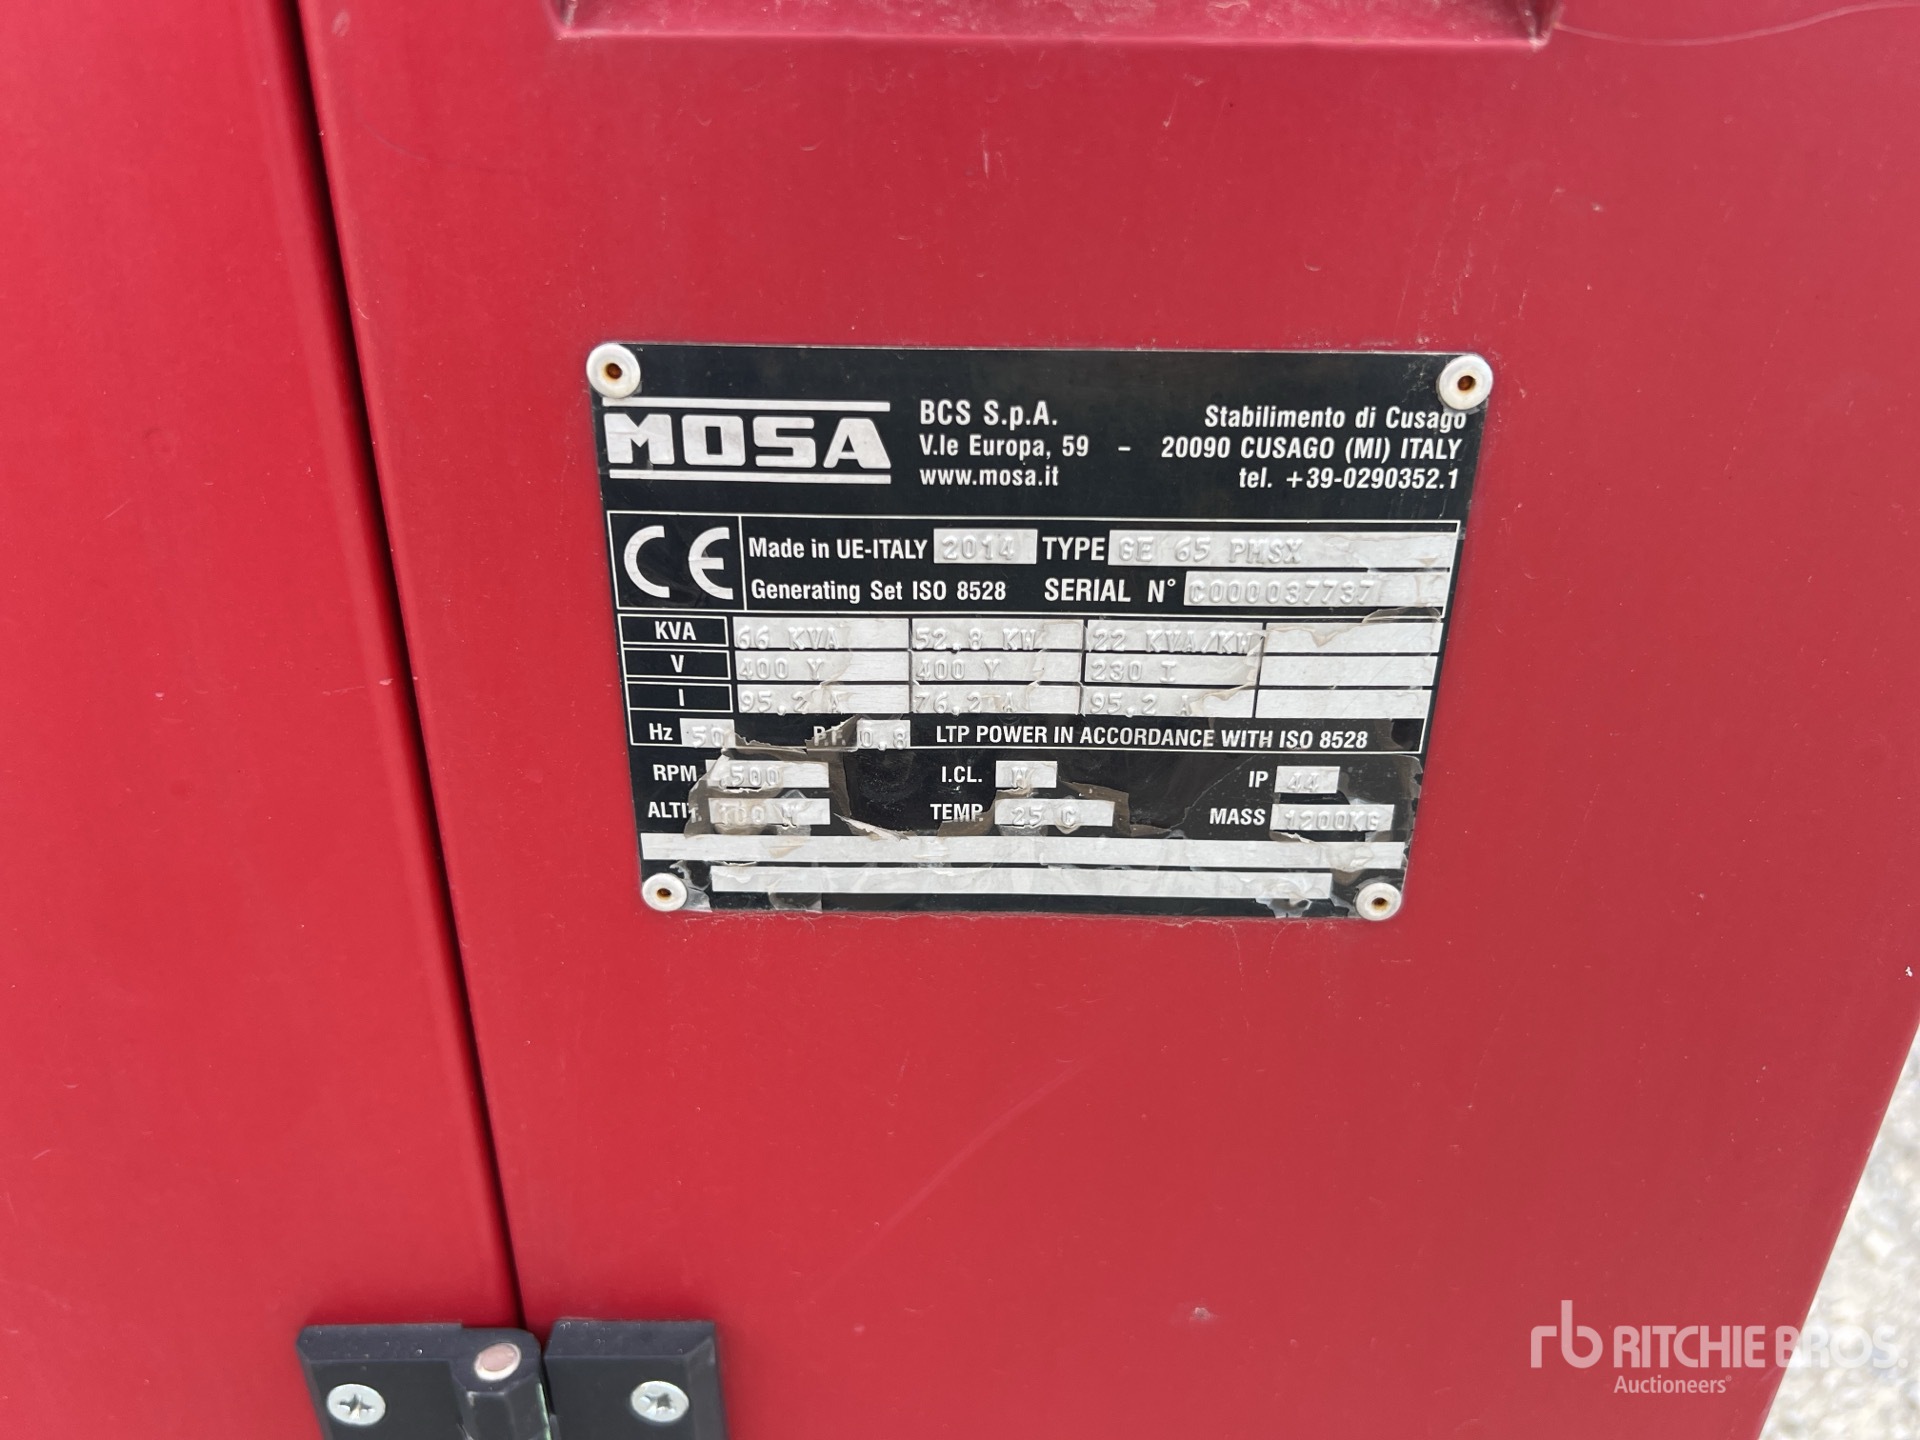 MOSA
BCS S.p.A.
V.le Europa, 59 - 20090 CUSAGO (MI) ITALY
www.mosa.it
Stabilimento di Cusago
tel. +39-0290352.1
CE
Made in UE-ITALY 2014 TYPE GE 65 PMSX
Generating Set ISO 8528 SERIAL N° C000037737
KVA 66 KVA 52,8 KW 22 KVA/KW
V 400 Y 400 Y 230 I
I 95,2 A 76,2 A 95,2 A
Hz 50 P.F. 0,8 LTP POWER IN ACCORDANCE WITH ISO 8528
RPM 1500 I.CL. H IP 44
ALTIT. 100 M TEMP. 25 C MASS 1200KG
rb RITCHIE BROS.
Auctioneers